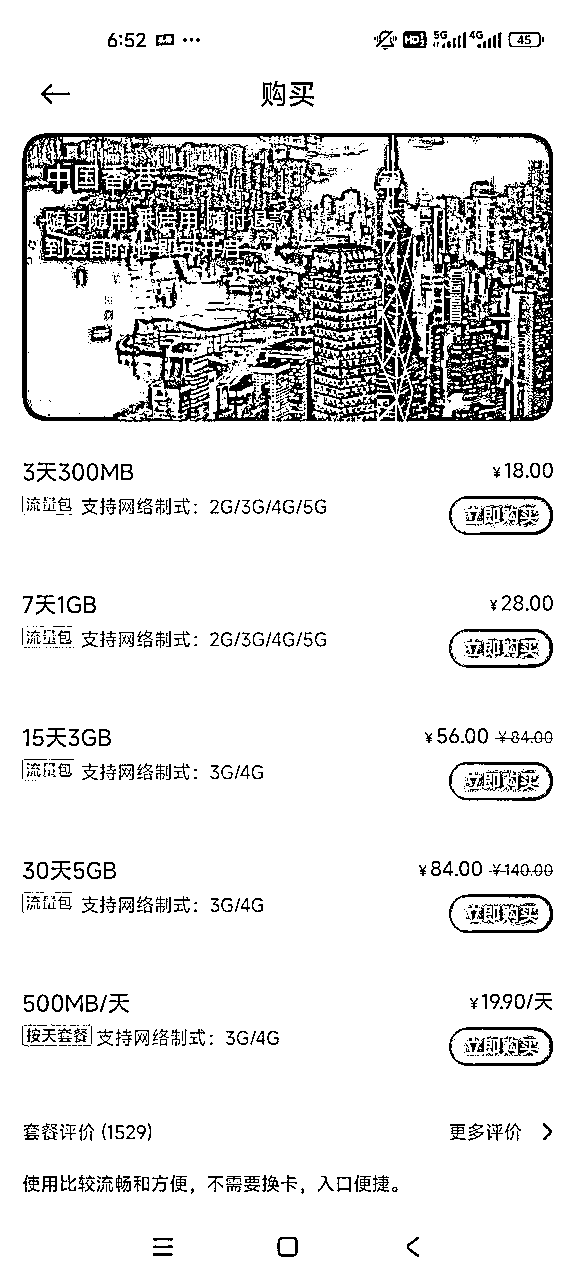 6:52
HD 5G 4G 45
购买
中国香港
随买随用 天启用 随时退
到达目的地即可开启
3天300MB
¥18.00
流量包 支持网络制式：2G/3G/4G/5G
立即购买
7天1GB
¥28.00
流量包 支持网络制式：2G/3G/4G/5G
立即购买
15天3GB
¥56.00 ¥84.00
流量包 支持网络制式：3G/4G
立即购买
30天5GB
¥84.00 ¥140.00
流量包 支持网络制式：3G/4G
立即购买
500MB/天
¥19.90/天
按天套餐 支持网络制式：3G/4G
立即购买
套餐评价 (1529)
更多评价
使用比较流畅和方便，不需要换卡，入口便捷。